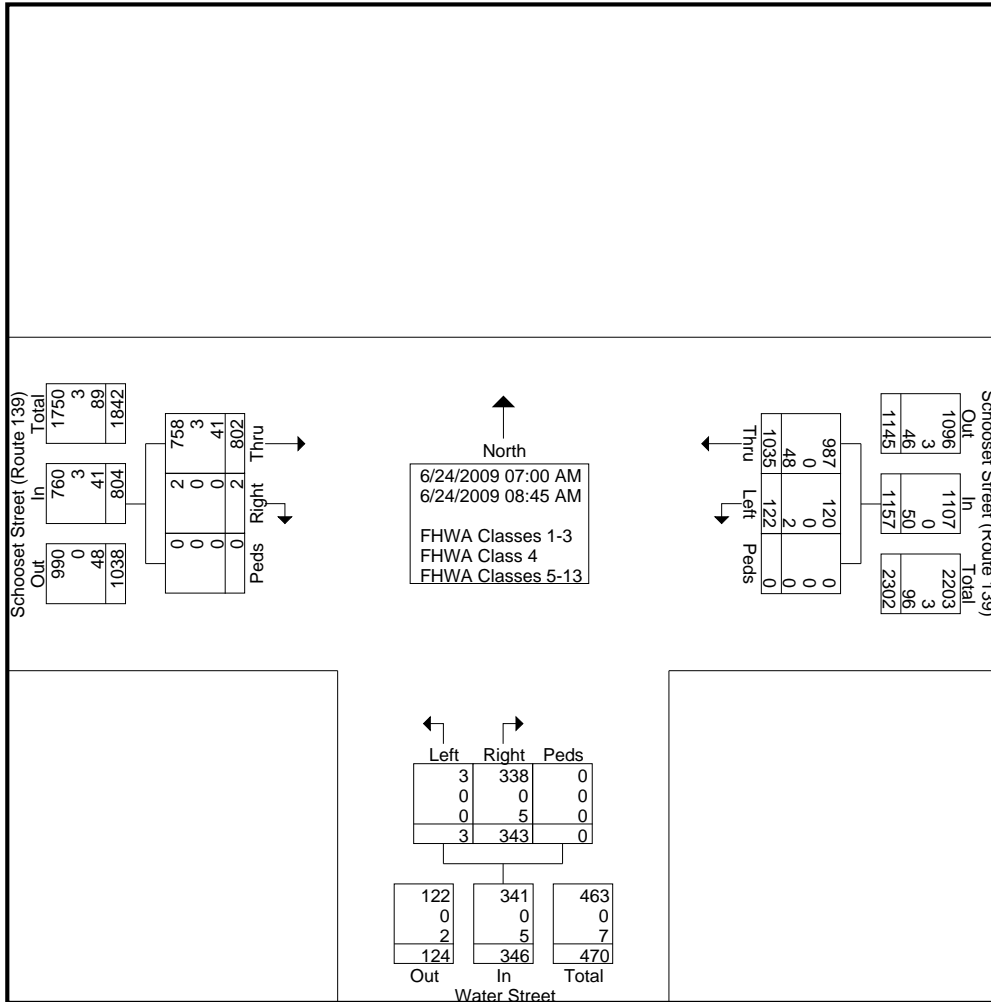 Schooset Street (Route 139)
Total
1750
3
89
1842
In
760
3
41
804
Out
990
0
48
1038
Thru
758
3
41
802
Right
2
0
0
2
Peds
0
0
0
0
North
6/24/2009 07:00 AM
6/24/2009 08:45 AM
FHWA Classes 1-3
FHWA Class 4
FHWA Classes 5-13
Schooset Street (Route 139)
Out
1096
3
46
1145
In
1107
0
50
1157
Total
2203
3
96
2302
Thru
987
0
48
1035
Left
120
0
2
122
Peds
0
0
0
0
Left Right Peds
3 338 0
0 0 0
0 5 0
3 343 0
122 341 463
0 0 0
2 5 7
124 346 470
Out In Total
Water Street